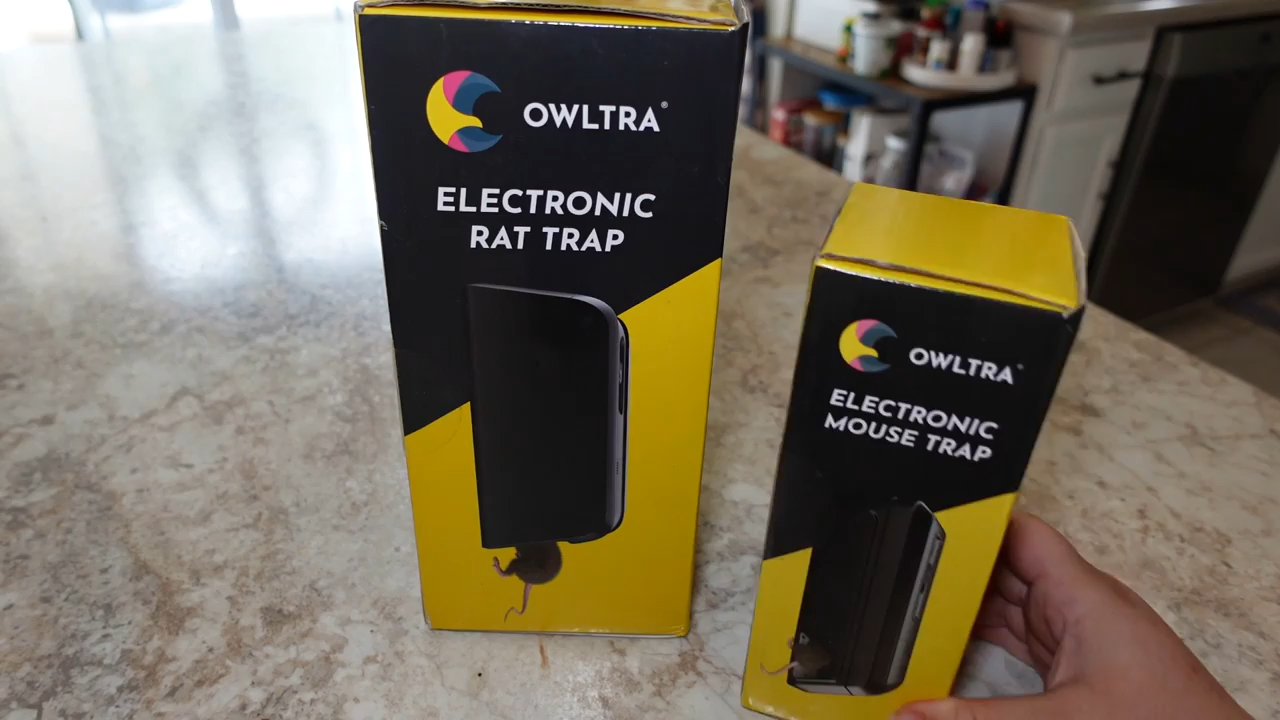 OWLTRA®
ELECTRONIC
RAT TRAP
OWLTRA®
ELECTRONIC
MOUSE TRAP